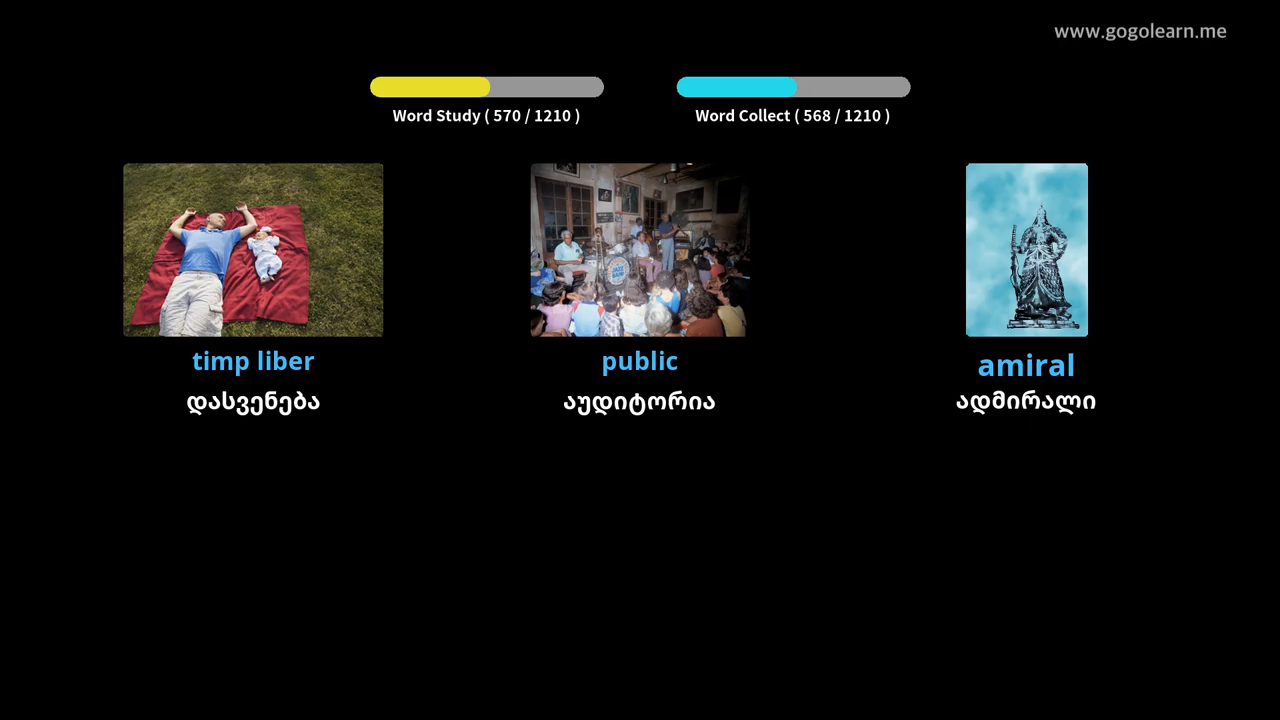 www.gogolearn.me
Word Study ( 570 / 1210 )
Word Collect ( 568 / 1210 )
timp liber
public
amiral
დასვენება
აუდიტორია
ადმირალი